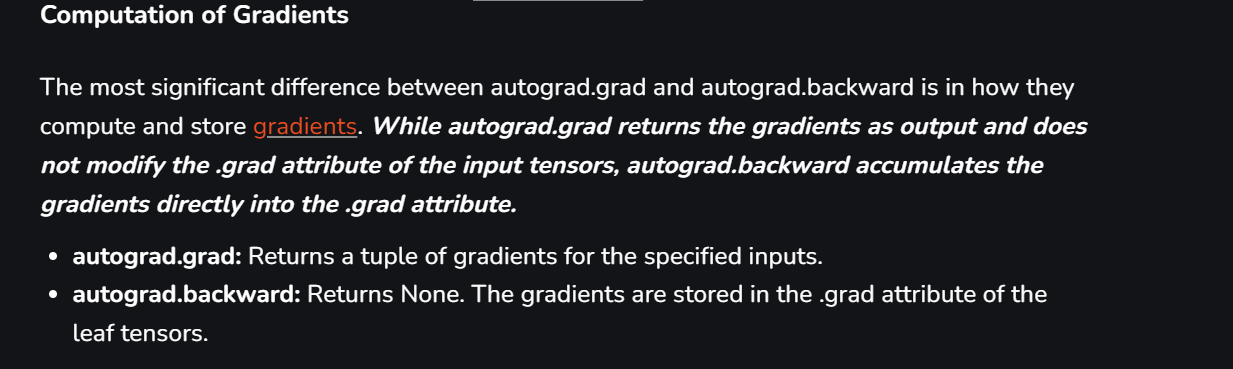 Computation of Gradients
The most significant difference between autograd.grad and autograd.backward is in how they
compute and store gradients. While autograd.grad returns the gradients as output and does
not modify the .grad attribute of the input tensors, autograd.backward accumulates the
gradients directly into the .grad attribute.
• autograd.grad: Returns a tuple of gradients for the specified inputs.
• autograd.backward: Returns None. The gradients are stored in the .grad attribute of the
leaf tensors.